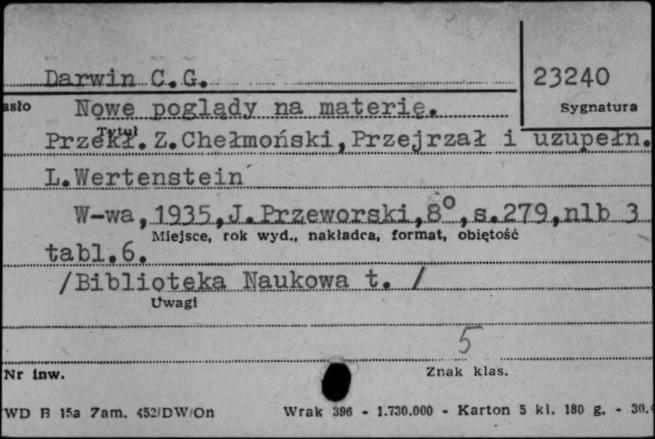 Darwin C.G.
23240
asło
Nowe poglądy na materię.
Sygnatura
Tytuł
Przekł. Z.Chełmoński, Przejrzał i uzupełn.
L.Wertenstein
W-wa, 1935, J. Przeworski, 8°, s.279, nlb 3
Miejsce, rok wyd., nakładca, format, objętość
tabl.6.
/Biblioteka Naukowa t. /
Uwagi
5
Nr inw.
Znak klas.
WD B 15a Zam. 452/DW/On Wrak 396 - 1.730.000 - Karton 5 kl. 180 g. - 30.